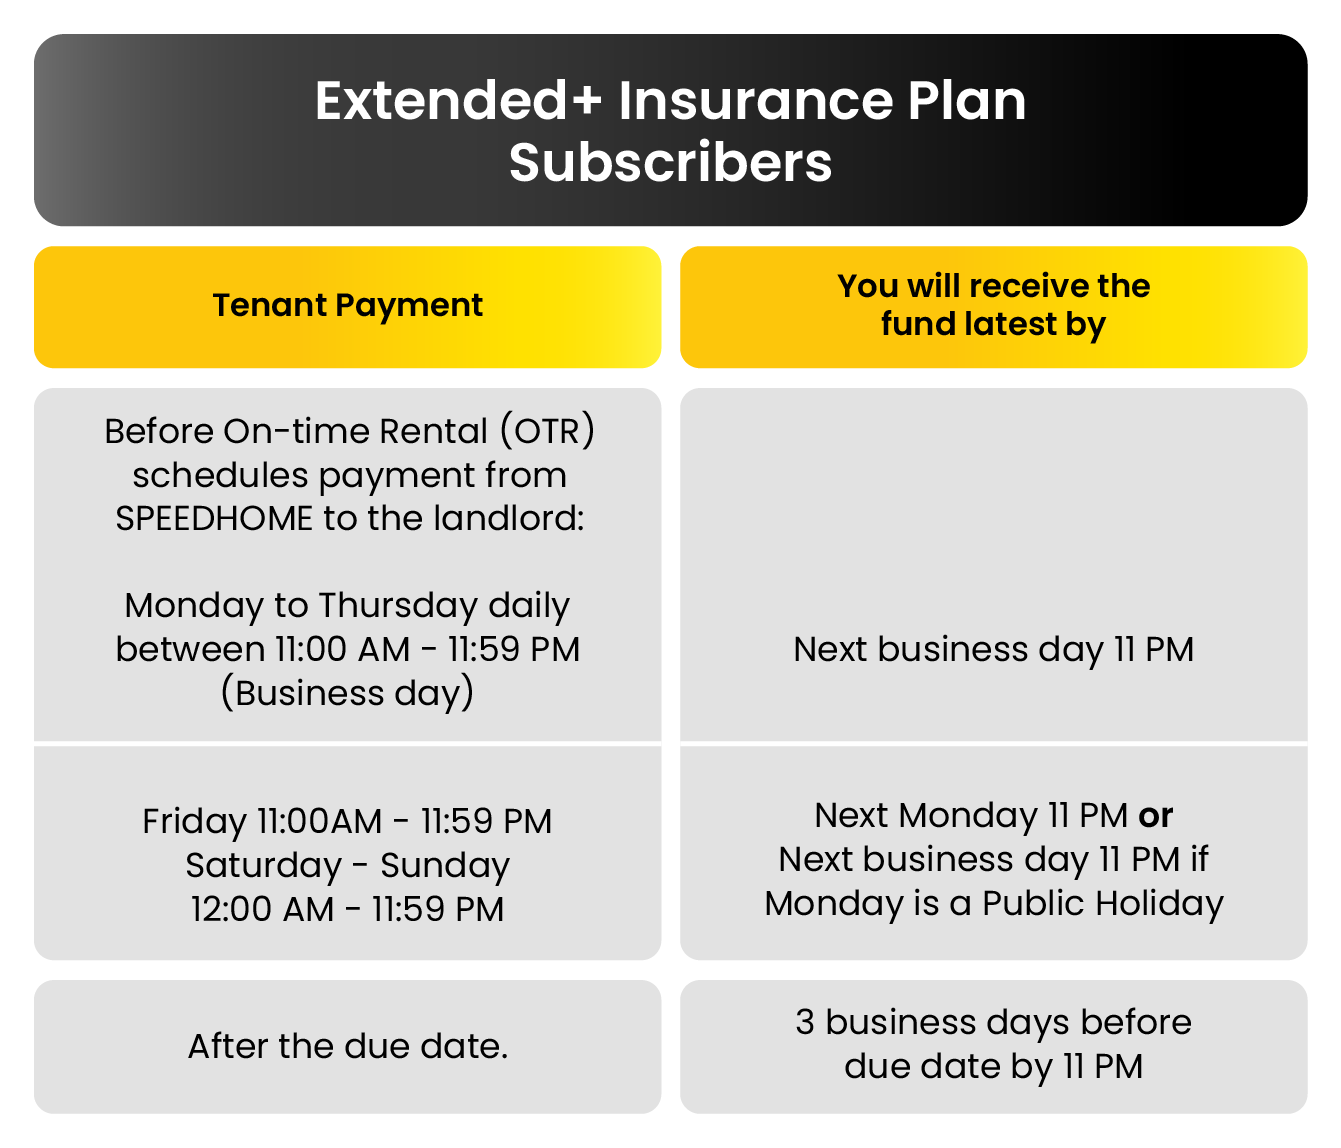 Extended+ Insurance Plan
Subscribers
Tenant Payment
You will receive the
fund latest by
Before On-time Rental (OTR)
schedules payment from
SPEEDHOME to the landlord:
Monday to Thursday daily
between 11:00 AM - 11:59 PM
(Business day)
Next business day 11 PM
Friday 11:00AM - 11:59 PM
Saturday - Sunday
12:00 AM - 11:59 PM
Next Monday 11 PM or
Next business day 11 PM if
Monday is a Public Holiday
After the due date.
3 business days before
due date by 11 PM